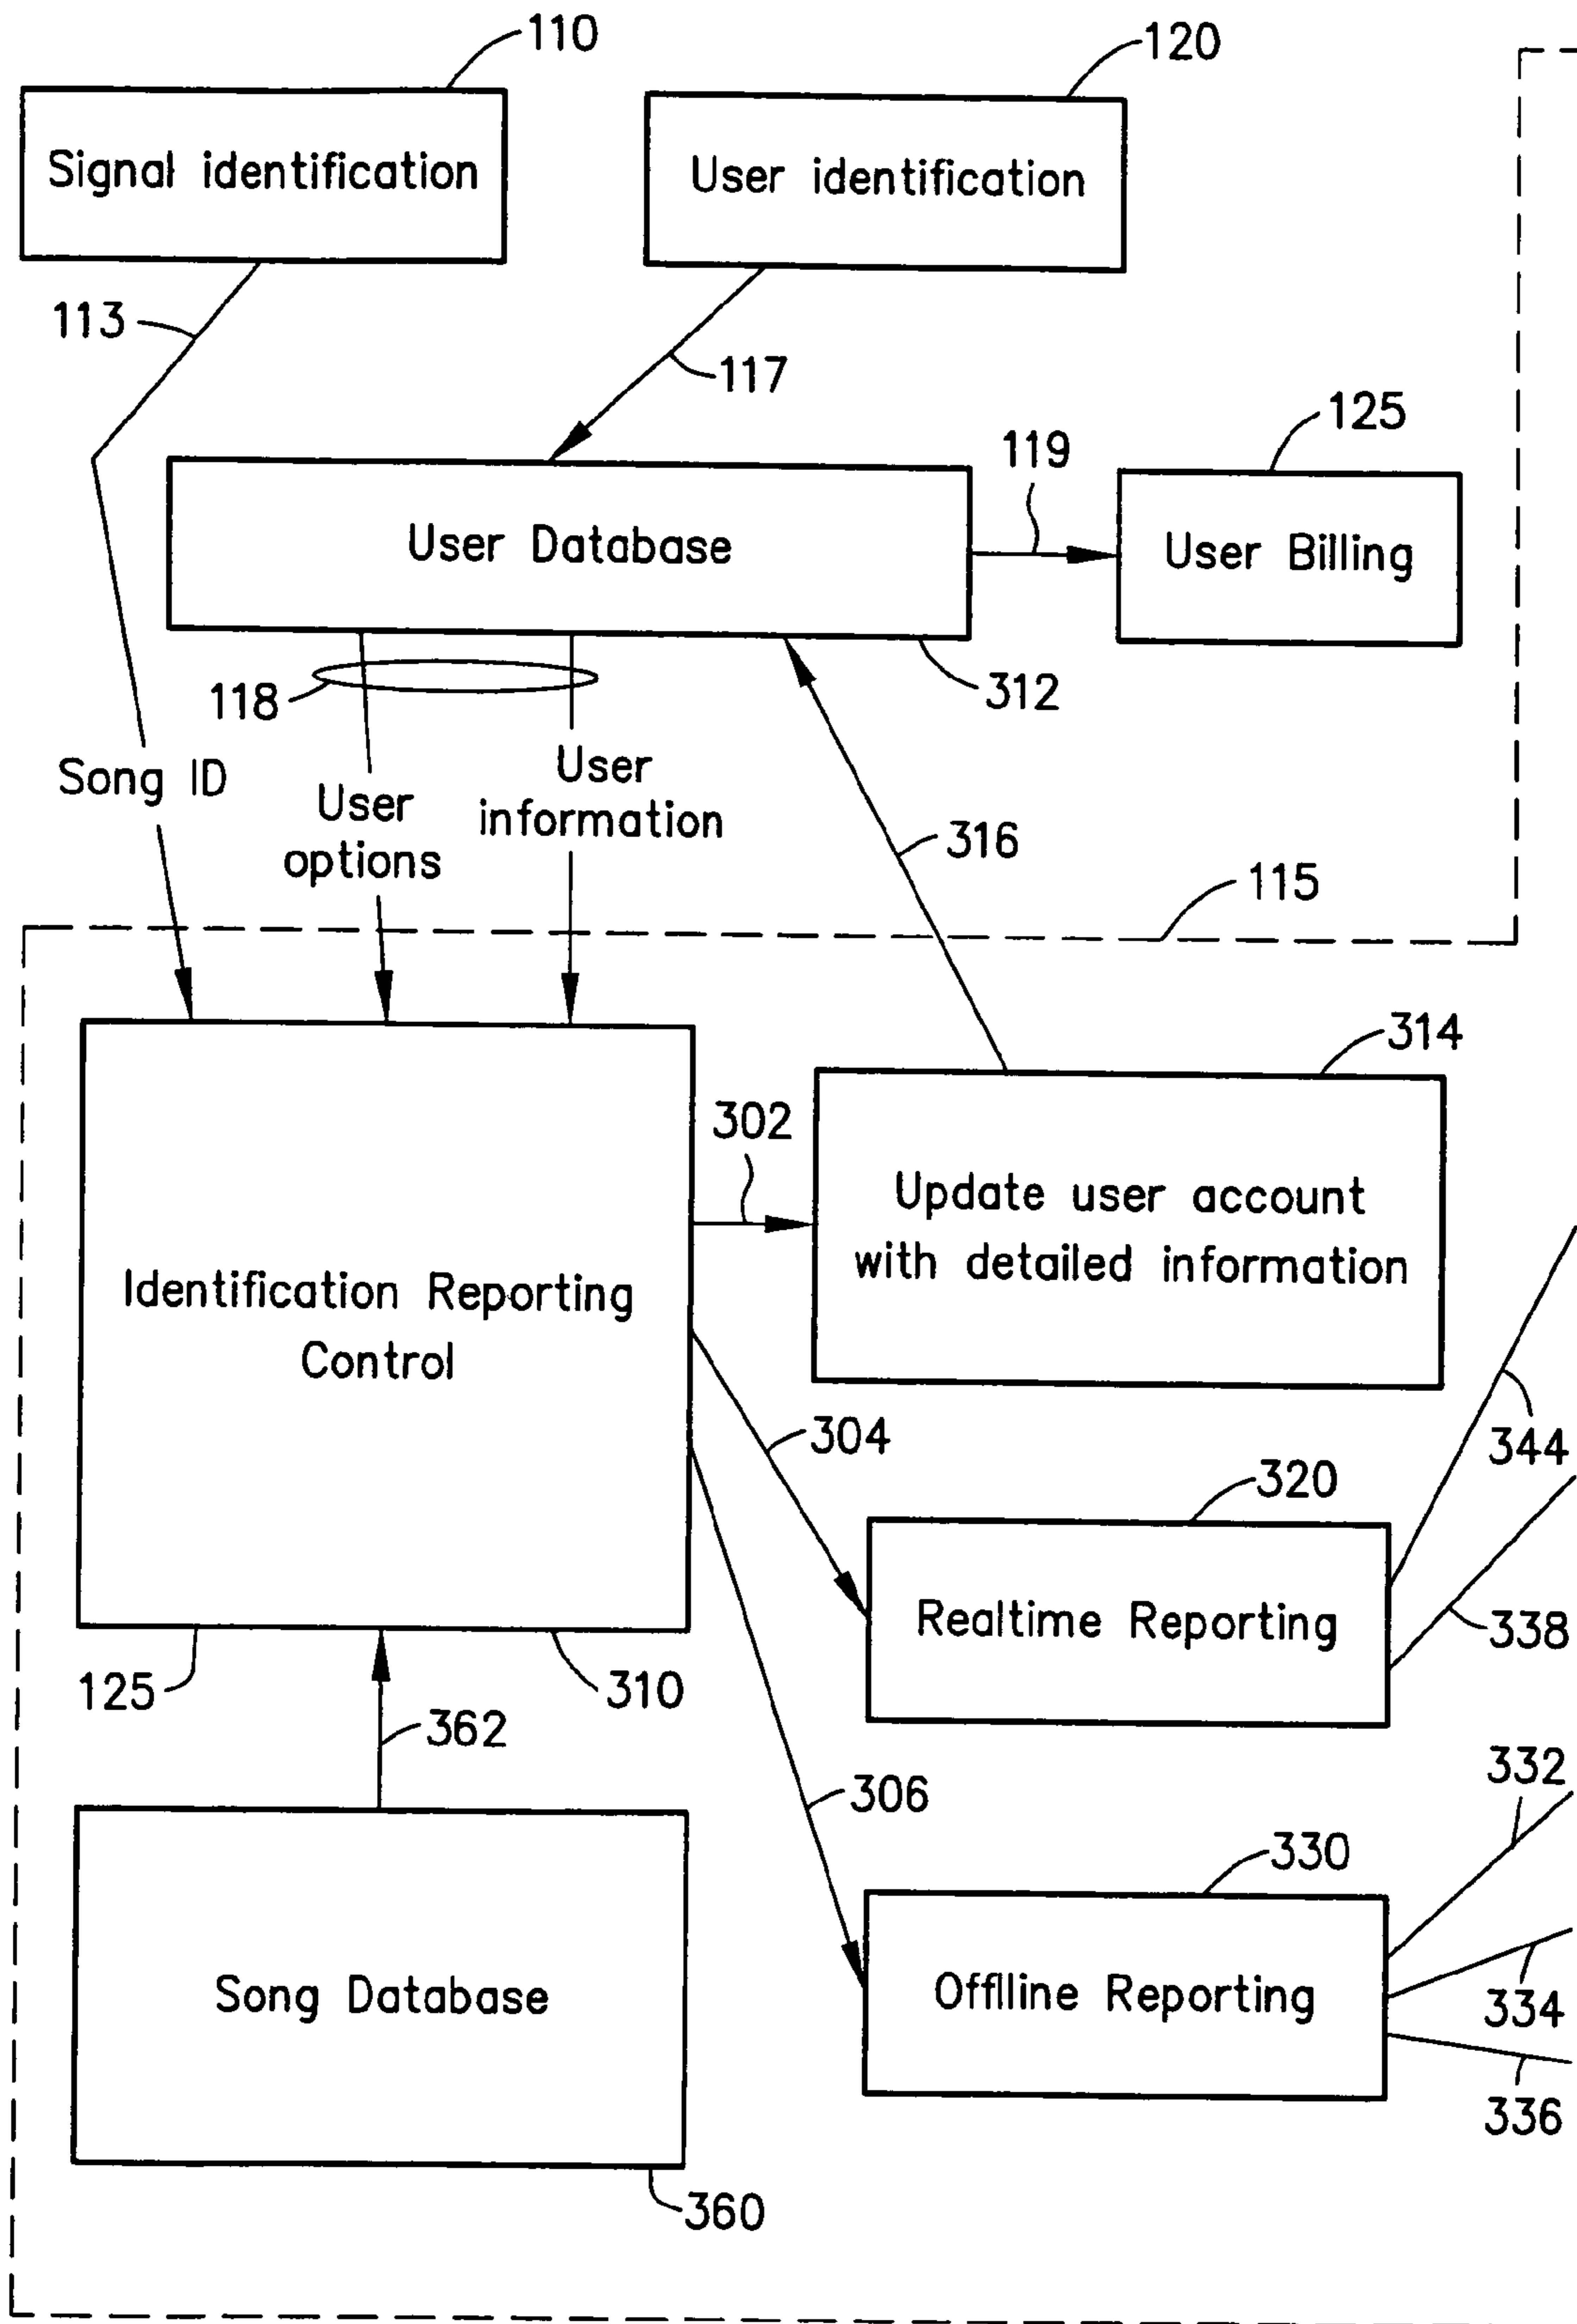 110
120
Signal identification
User identification
113
117
125
119
User Database
User Billing
118
312
Song ID
User
options
User
information
316
115
314
302
Update user account
with detailed information
Identification Reporting
Control
304
344
320
Realtime Reporting
338
125
310
362
332
306
330
Song Database
Offlline Reporting
334
336
360